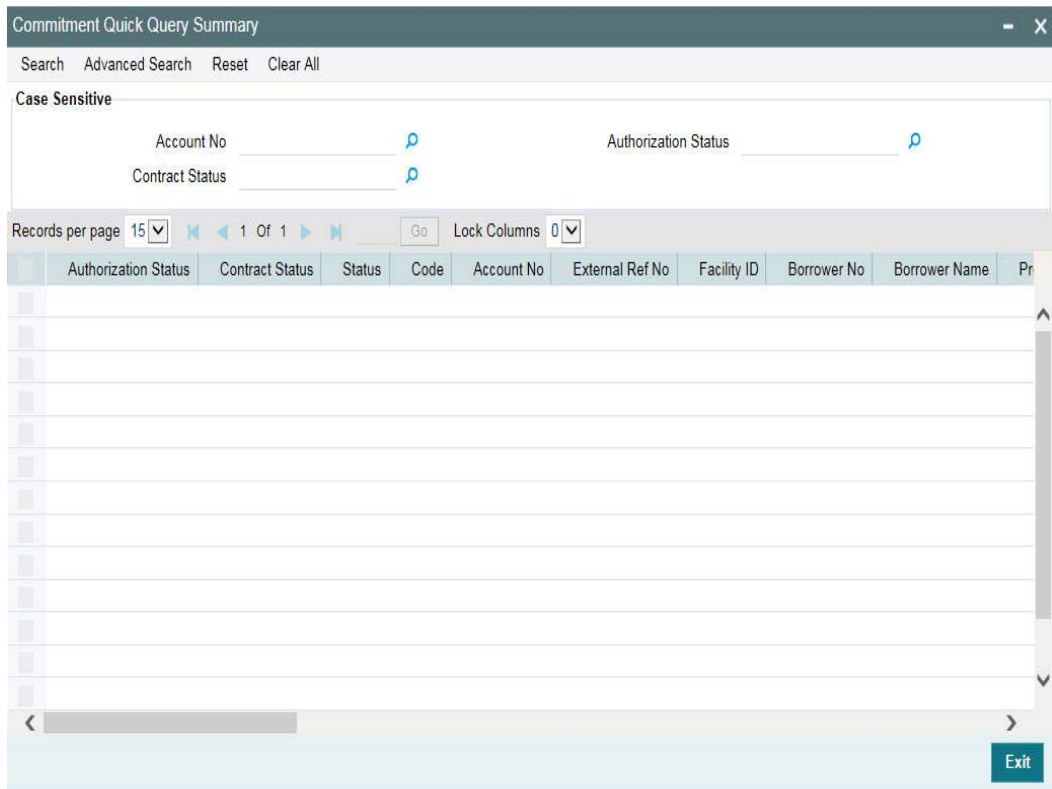 Commitment Quick Query Summary
Search Advanced Search Reset Clear All
Case Sensitive
Account No Authorization Status
Contract Status
Records per page 15 1 Of 1 Go Lock Columns 0
Authorization Status Contract Status Status Code Account No External Ref No Facility ID Borrower No Borrower Name Pr
Exit